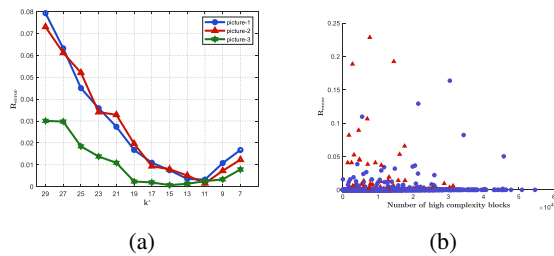 0.08
0.07
0.06
0.05
0.04
0.03
0.02
0.01
0
R_error
29 27 25 23 21 19 17 15 13 11 9 7
k*
picture-1
picture-2
picture-3
(a)
0.25
0.2
0.15
0.1
0.05
0
R_error
0 1 2 3 4 5 6
×10⁴
Number of high complexity blocks
(b)